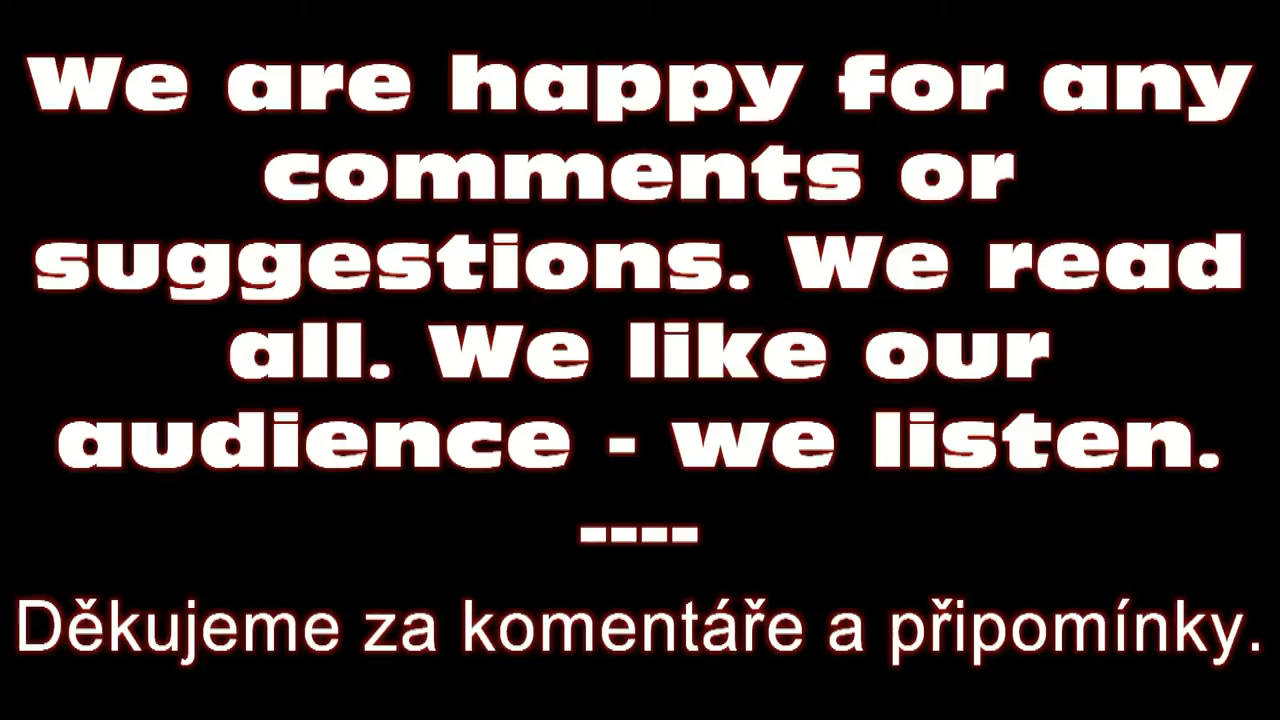 We are happy for any
comments or
suggestions. We read
all. We like our
audience - we listen.
----
Děkujeme za komentáře a připomínky.